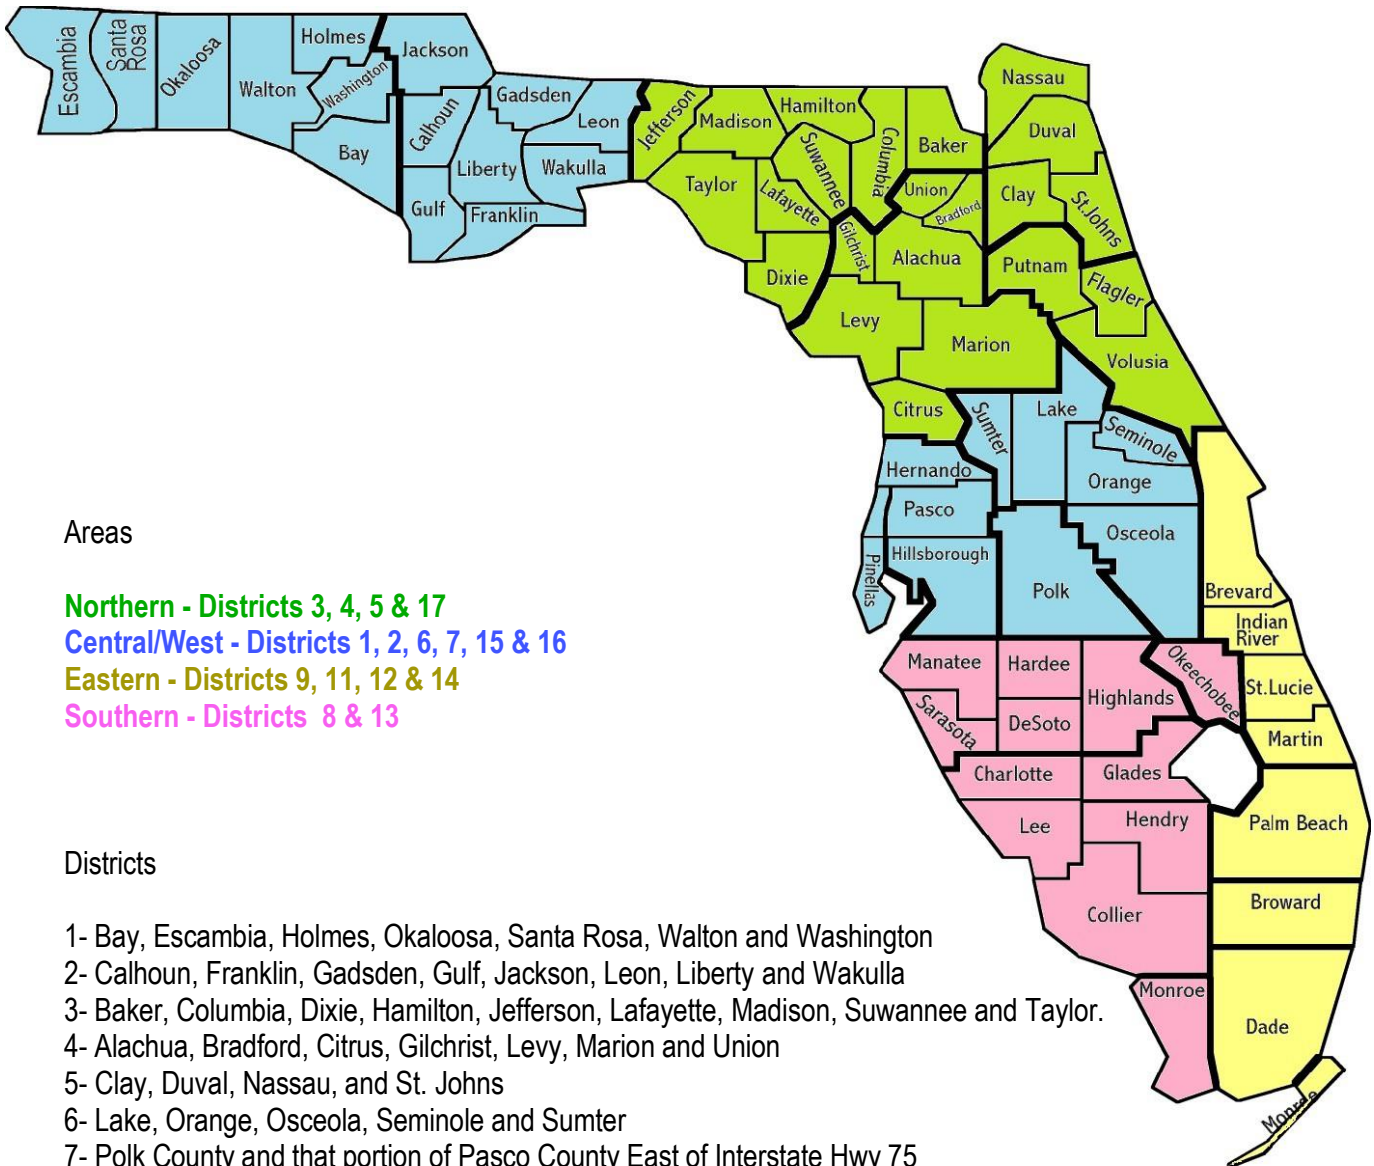 Escambia
Santa
Rosa
Okaloosa
Walton
Holmes
Washington
Jackson
Bay
Calhoun
Gadsden
Leon
Liberty
Wakulla
Gulf
Franklin
Jefferson
Madison
Hamilton
Suwannee
Columbia
Baker
Nassau
Duval
Taylor
Lafayette
Union
Bradford
Clay
St.Johns
Dixie
Gilchrist
Alachua
Putnam
Flagler
Levy
Marion
Volusia
Citrus
Sumter
Lake
Seminole
Hernando
Orange
Pasco
Osceola
Pinellas
Hillsborough
Polk
Brevard
Indian
River
Manatee
Hardee
Highlands
Okeechobee
St.Lucie
Sarasota
DeSoto
Martin
Charlotte
Glades
Lee
Hendry
Palm Beach
Collier
Broward
Monroe
Dade
Monroe
Areas
Northern - Districts 3, 4, 5 & 17
Central/West - Districts 1, 2, 6, 7, 15 & 16
Eastern - Districts 9, 11, 12 & 14
Southern - Districts  8 & 13
Districts
1- Bay, Escambia, Holmes, Okaloosa, Santa Rosa, Walton and Washington
2- Calhoun, Franklin, Gadsden, Gulf, Jackson, Leon, Liberty and Wakulla
3- Baker, Columbia, Dixie, Hamilton, Jefferson, Lafayette, Madison, Suwannee and Taylor.
4- Alachua, Bradford, Citrus, Gilchrist, Levy, Marion and Union
5- Clay, Duval, Nassau, and St. Johns
6- Lake, Orange, Osceola, Seminole and Sumter
7- Polk County and that portion of Pasco County East of Interstate Hwy 75